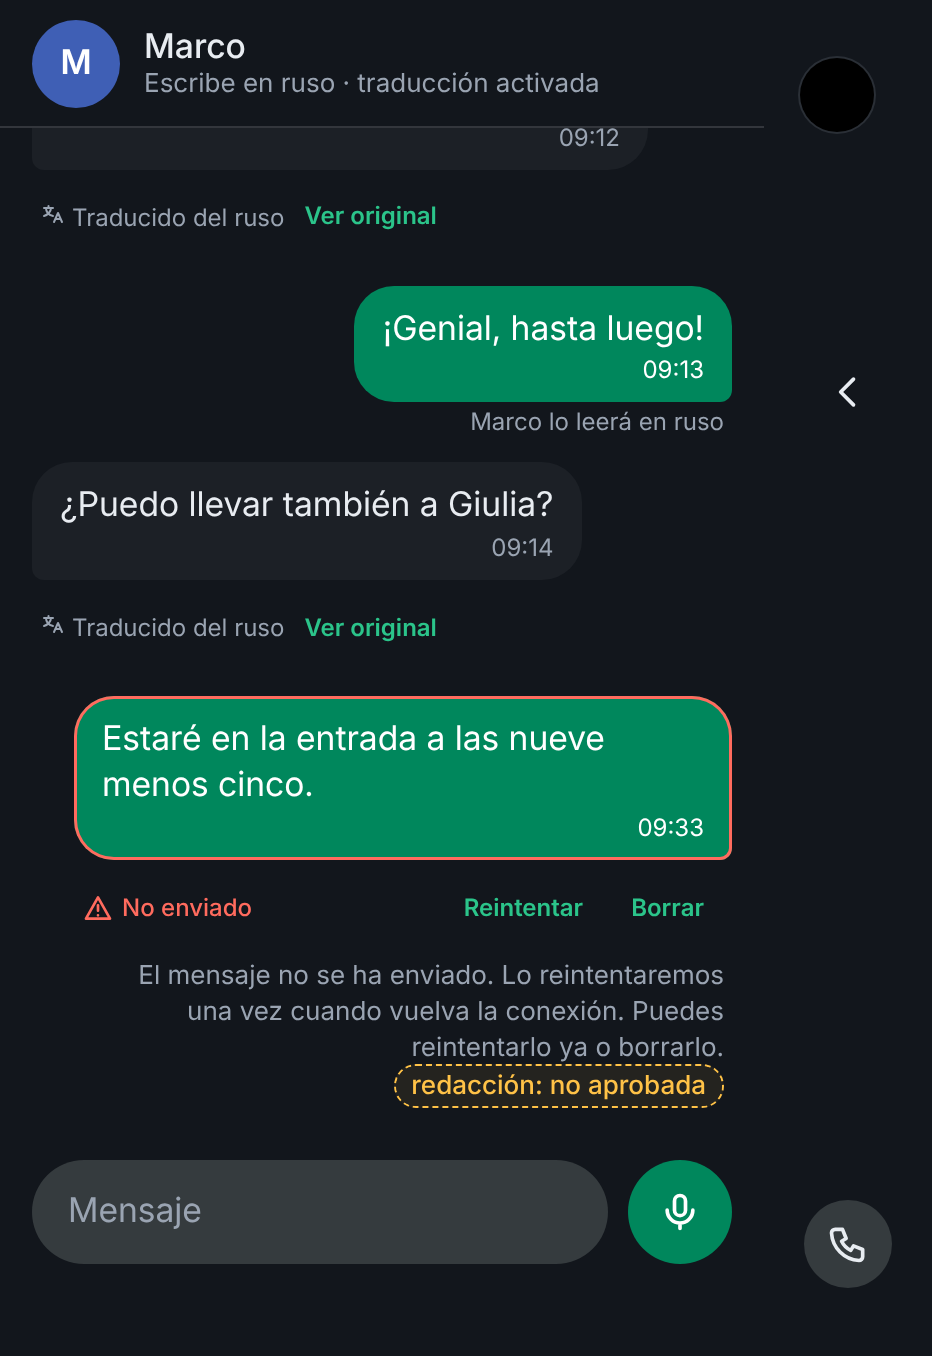 M
Marco
Escribe en ruso · traducción activada
09:12
Traducido del ruso Ver original
¡Genial, hasta luego!
09:13
Marco lo leerá en ruso
¿Puedo llevar también a Giulia?
09:14
Traducido del ruso Ver original
Estaré en la entrada a las nueve
menos cinco.
09:33
No enviado Reintentar Borrar
El mensaje no se ha enviado. Lo reintentaremos
una vez cuando vuelva la conexión. Puedes
reintentarlo ya o borrarlo.
redacción: no aprobada
Mensaje